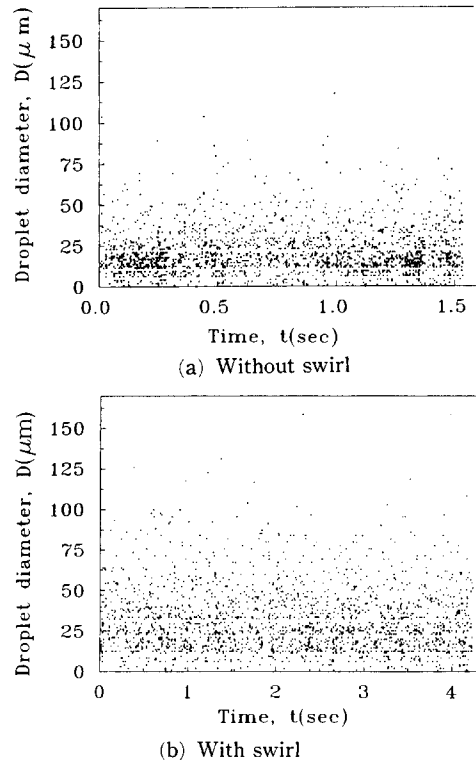 150
125
100
75
50
25
0
Droplet diameter, D(μ m)
0.0 0.5 1.0 1.5
Time, t(sec)
(a) Without swirl
150
125
100
75
50
25
0
Droplet diameter, D(μm)
0 1 2 3 4
Time, t(sec)
(b) With swirl